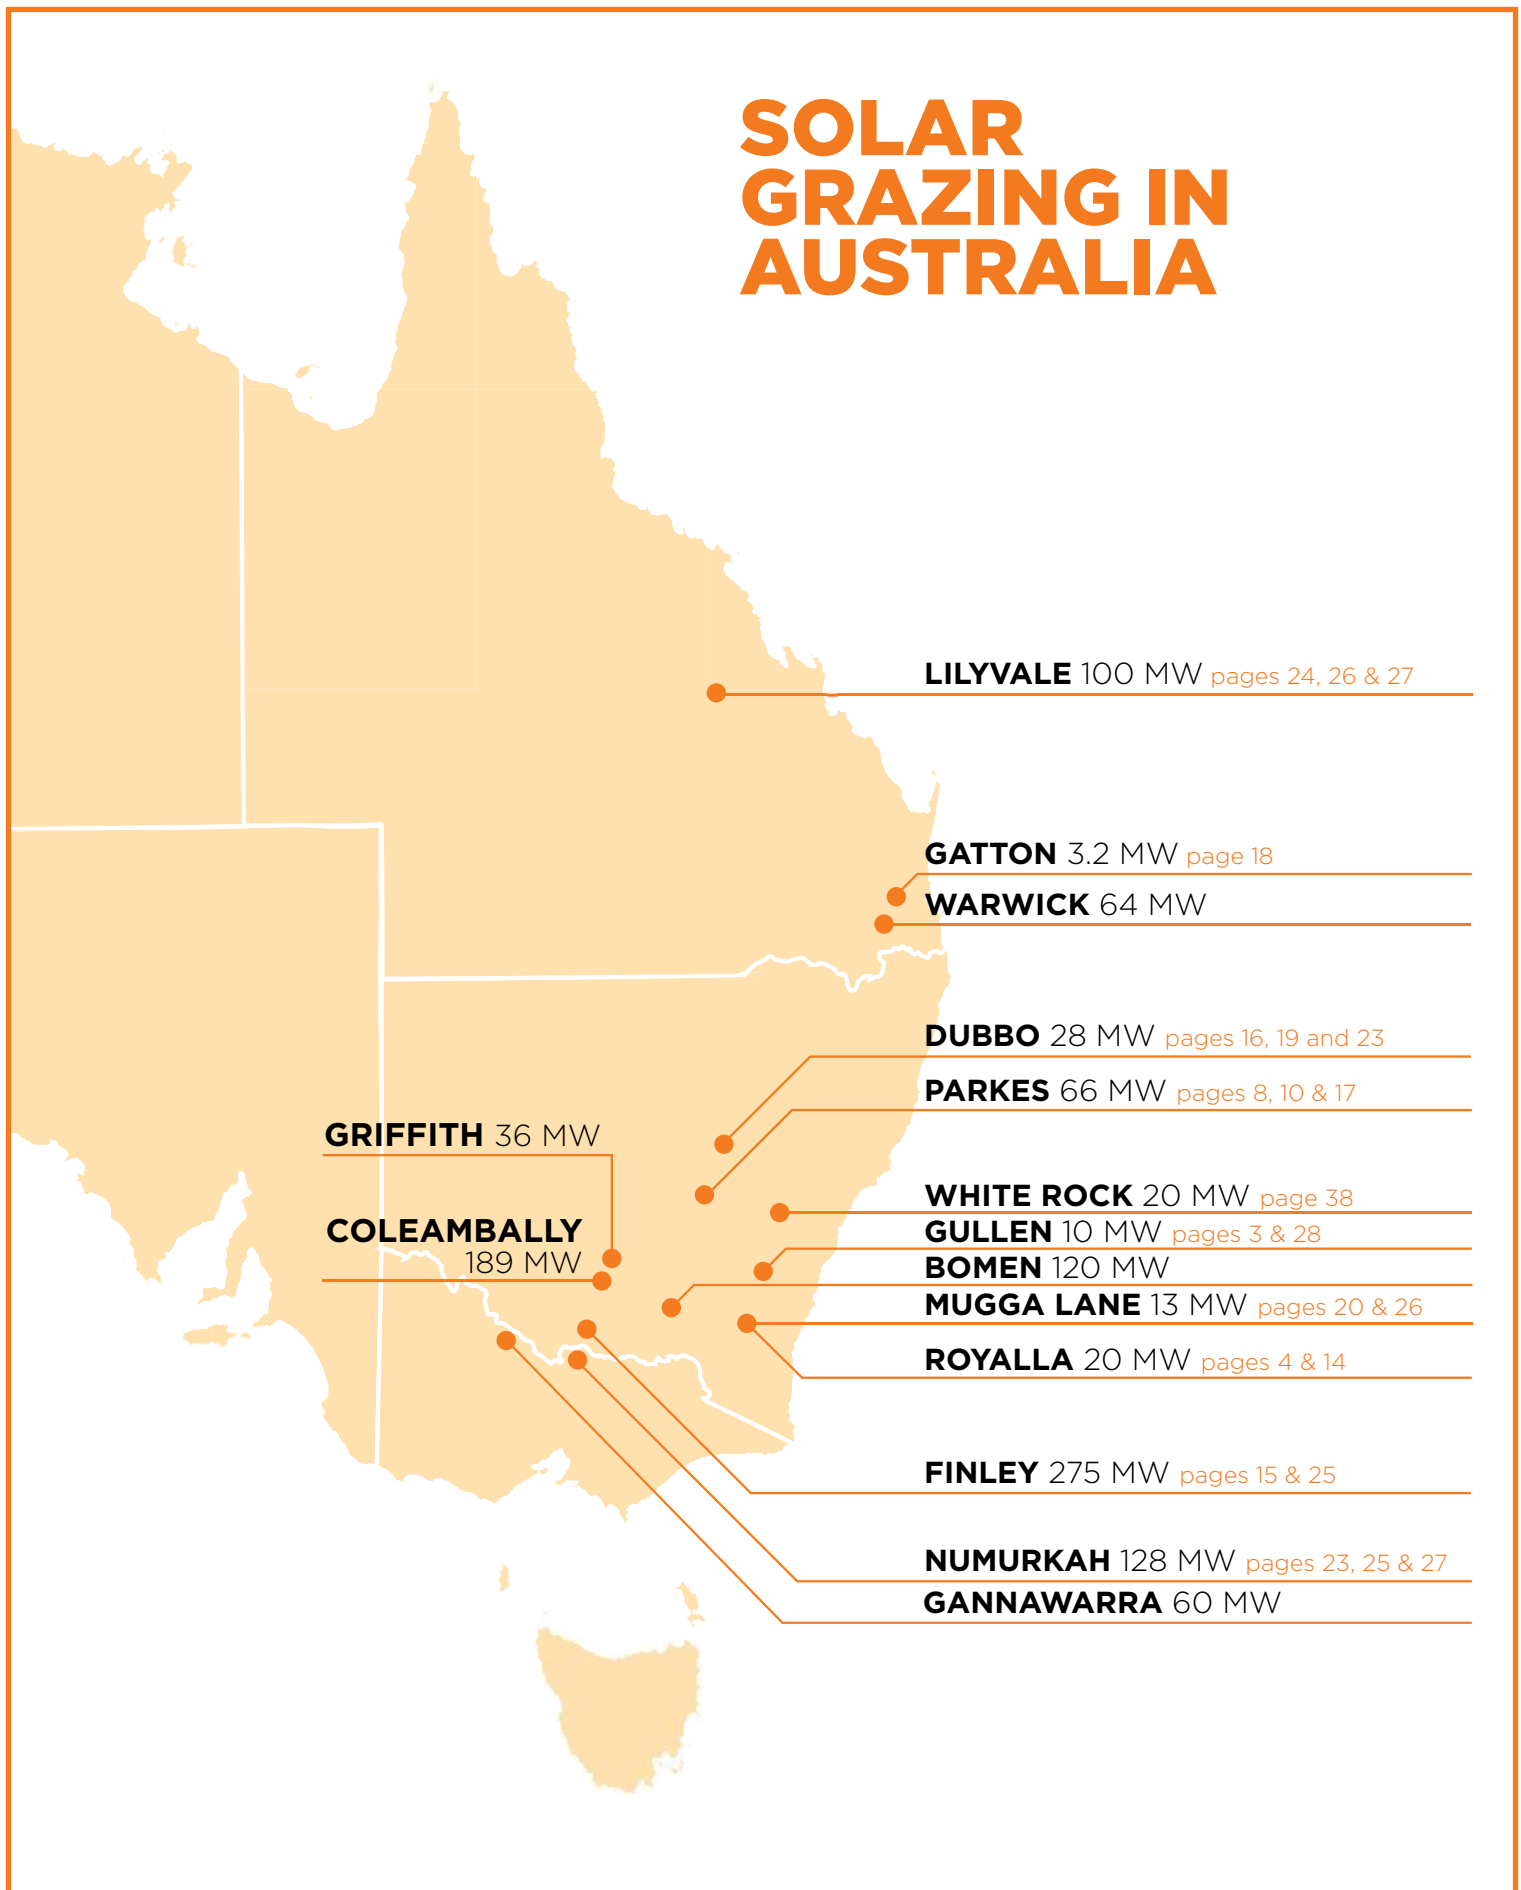 SOLAR
GRAZING IN
AUSTRALIA
LILYVALE 100 MW pages 24, 26 & 27
GATTON 3.2 MW page 18
WARWICK 64 MW
DUBBO 28 MW pages 16, 19 and 23
PARKES 66 MW pages 8, 10 & 17
GRIFFITH 36 MW
COLEAMBALLY
189 MW
WHITE ROCK 20 MW page 38
GULLEN 10 MW pages 3 & 28
BOMEN 120 MW
MUGGA LANE 13 MW pages 20 & 26
ROYALLA 20 MW pages 4 & 14
FINLEY 275 MW pages 15 & 25
NUMURKAH 128 MW pages 23, 25 & 27
GANNAWARRA 60 MW